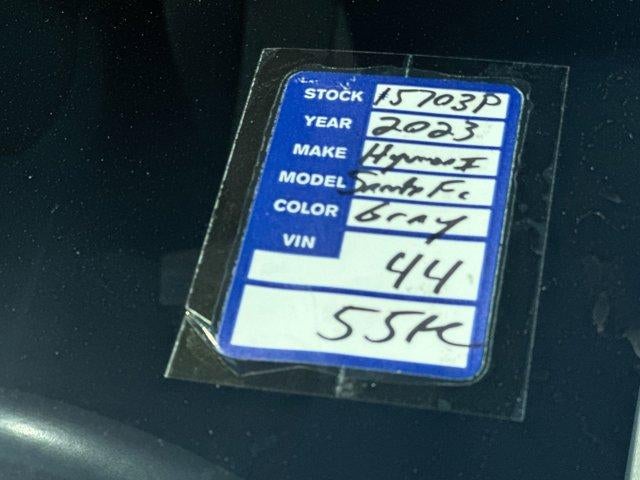 STOCK 15703P
YEAR 2023
MAKE Hyundai
MODEL Santa Fe
COLOR Gray
VIN 44
55K